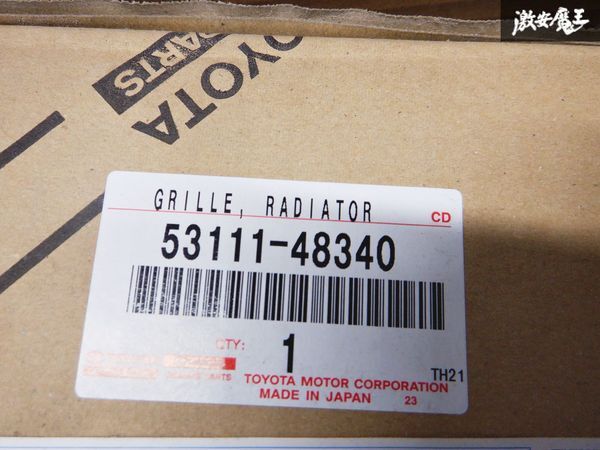 激安魔王
TOYOTA
PARTS
GRILLE, RADIATOR
CD
53111-48340
QTY: 1
TH21
TOYOTA MOTOR CORPORATION
MADE IN JAPAN 23